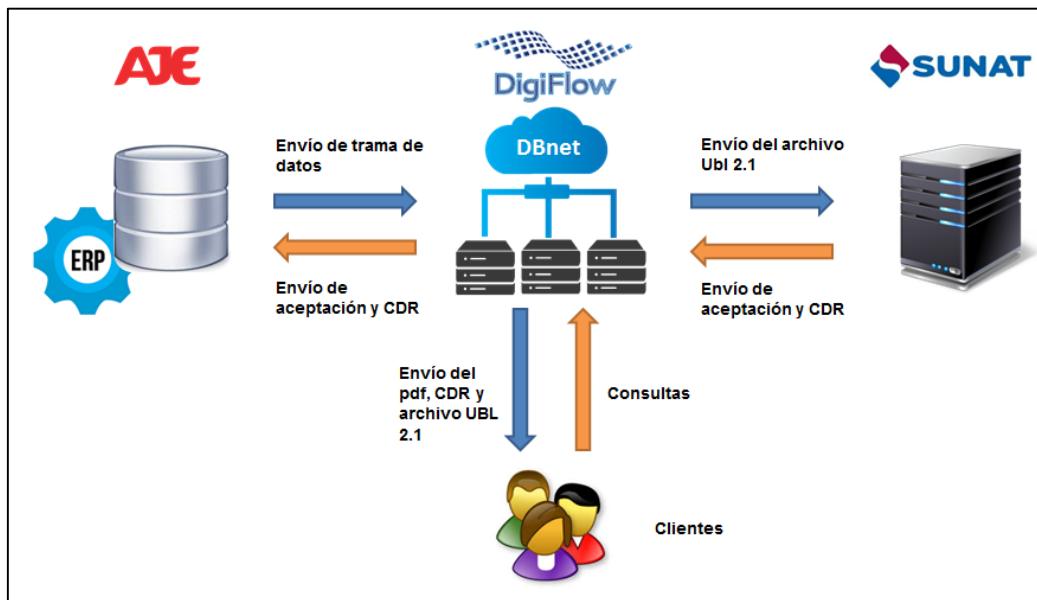 AJE
DigiFlow
SUNAT
DBnet
ERP
Envío de trama de
datos
Envío del archivo
Ubl 2.1
Envío de
aceptación y CDR
Envío de
aceptación y CDR
Envío del
pdf, CDR y
archivo UBL
2.1
Consultas
Clientes